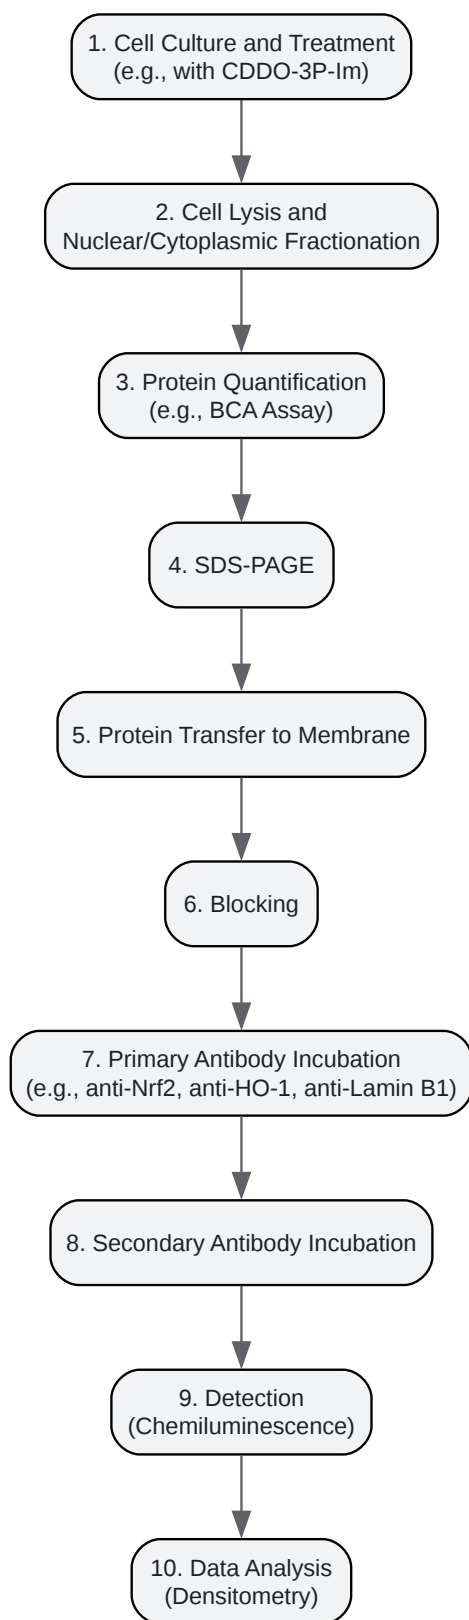 1. Cell Culture and Treatment
(e.g., with CDDO-3P-Im)
2. Cell Lysis and
Nuclear/Cytoplasmic Fractionation
3. Protein Quantification
(e.g., BCA Assay)
4. SDS-PAGE
5. Protein Transfer to Membrane
6. Blocking
7. Primary Antibody Incubation
(e.g., anti-Nrf2, anti-HO-1, anti-Lamin B1)
8. Secondary Antibody Incubation
9. Detection
(Chemiluminescence)
10. Data Analysis
(Densitometry)